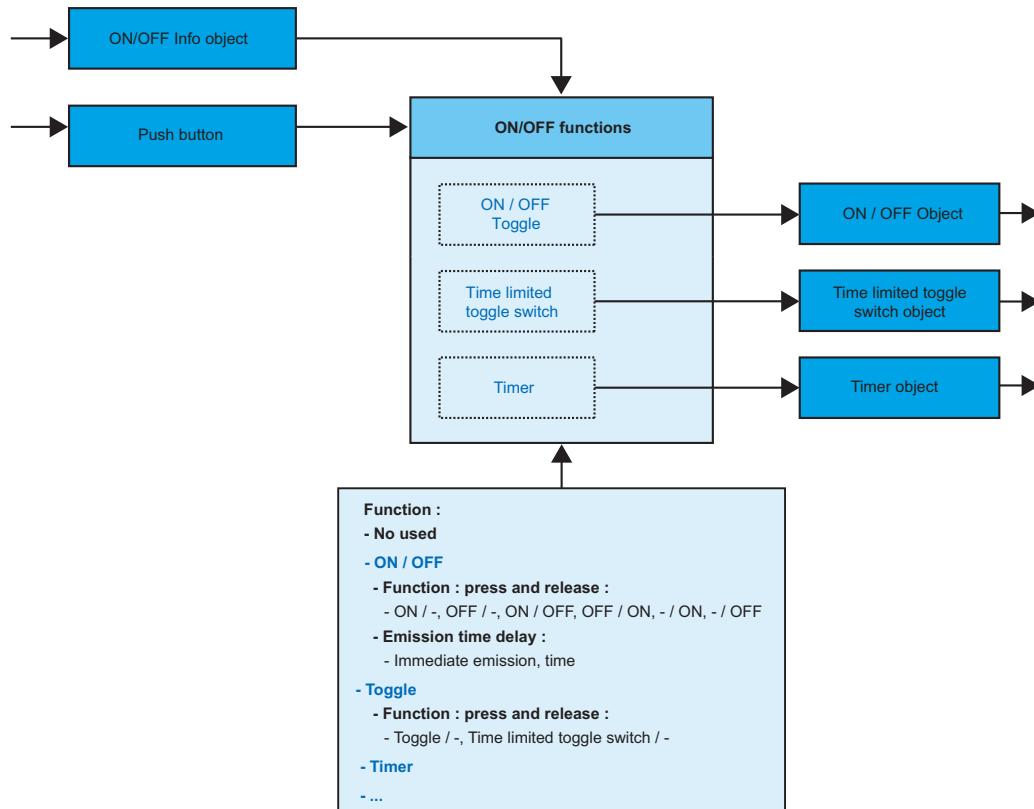 ON/OFF Info object
Push button
ON/OFF functions
ON / OFF
Toggle
ON / OFF Object
Time limited
toggle switch
Time limited toggle
switch object
Timer
Timer object
Function :
- No used
- ON / OFF
- Function : press and release :
- ON / -, OFF / -, ON / OFF, OFF / ON, - / ON, - / OFF
- Emission time delay :
- Immediate emission, time
- Toggle
- Function : press and release :
- Toggle / -, Time limited toggle switch / -
- Timer
- ...